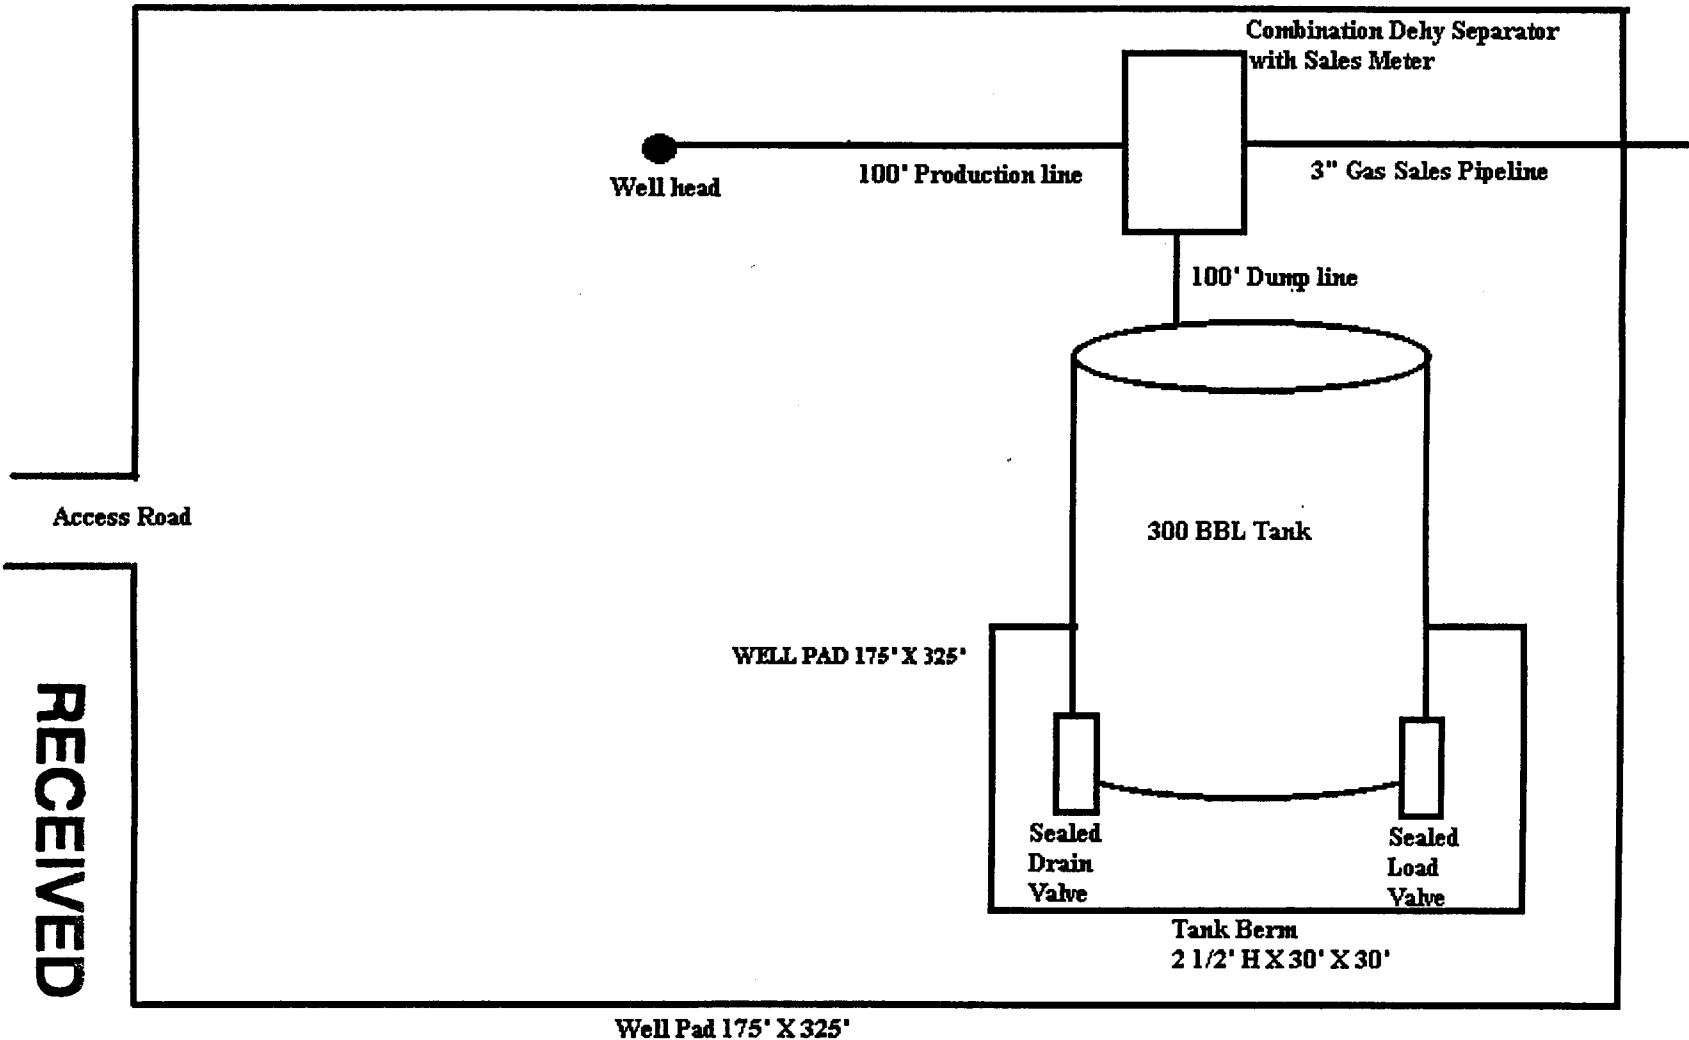 Combination Dehy Separator
with Sales Meter
Well head
100' Production line
3" Gas Sales Pipeline
100' Dump line
Access Road
300 BBL Tank
WELL PAD 175' X 325'
RECEIVED
Sealed
Drain
Valve
Sealed
Load
Valve
Tank Berm
2 1/2' H X 30' X 30'
Well Pad 175' X 325'